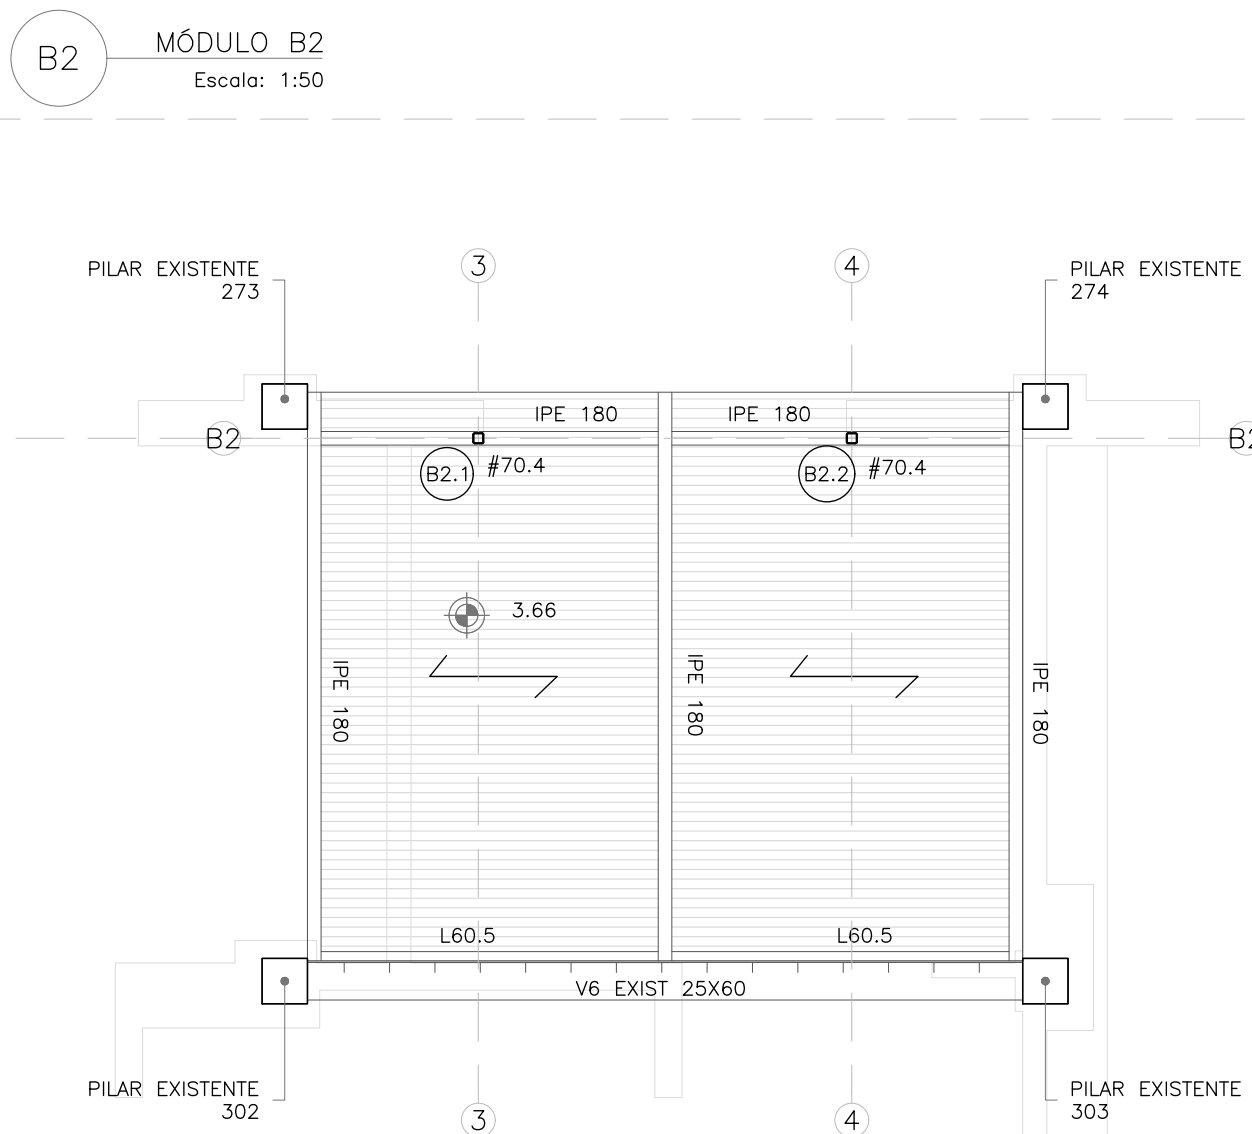 B2
MÓDULO B2
Escala: 1:50
3
4
PILAR EXISTENTE
273
PILAR EXISTENTE
274
IPE 180
IPE 180
B2
B2
B2.1
#70.4
B2.2
#70.4
3.66
IPE 180
IPE 180
IPE 180
L60.5
L60.5
V6 EXIST 25X60
PILAR EXISTENTE
302
PILAR EXISTENTE
303
3
4